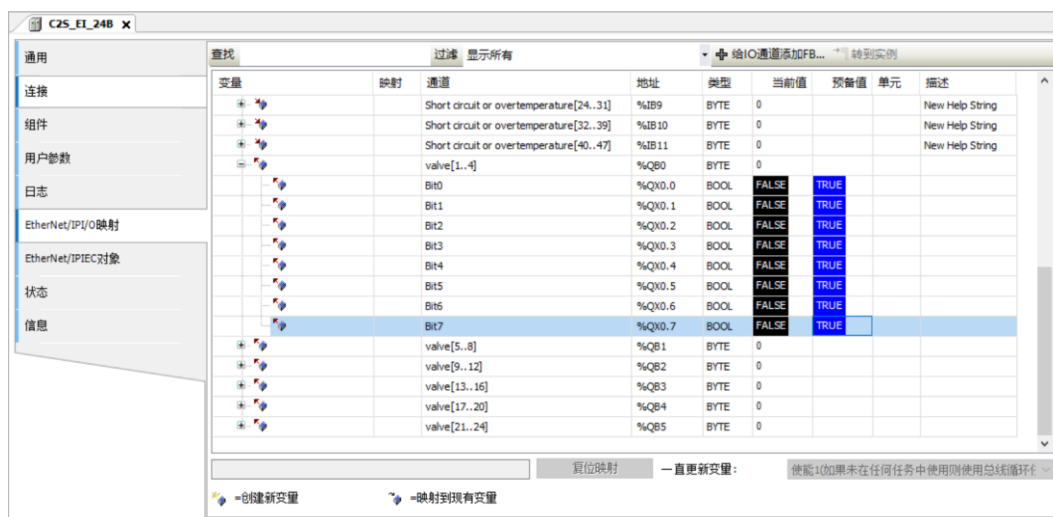 C2S_EI_24B
通用
连接
组件
用户参数
日志
EtherNet/IPI/O映射
EtherNet/IPIEC对象
状态
信息
查找 过滤 显示所有 给IO通道添加FB... 转到实例
变量 映射 通道 地址 类型 当前值 预备值 单元 描述
Short circuit or overtemperature[24..31] %IB9 BYTE 0 New Help String
Short circuit or overtemperature[32..39] %IB10 BYTE 0 New Help String
Short circuit or overtemperature[40..47] %IB11 BYTE 0 New Help String
valve[1..4] %QB0 BYTE 0
Bit0 %QX0.0 BOOL FALSE TRUE
Bit1 %QX0.1 BOOL FALSE TRUE
Bit2 %QX0.2 BOOL FALSE TRUE
Bit3 %QX0.3 BOOL FALSE TRUE
Bit4 %QX0.4 BOOL FALSE TRUE
Bit5 %QX0.5 BOOL FALSE TRUE
Bit6 %QX0.6 BOOL FALSE TRUE
Bit7 %QX0.7 BOOL FALSE TRUE
valve[5..8] %QB1 BYTE 0
valve[9..12] %QB2 BYTE 0
valve[13..16] %QB3 BYTE 0
valve[17..20] %QB4 BYTE 0
valve[21..24] %QB5 BYTE 0
复位映射 一直更新变量: 使能1(如果未在任何任务中使用则使用总线循环
=创建新变量 =映射到现有变量